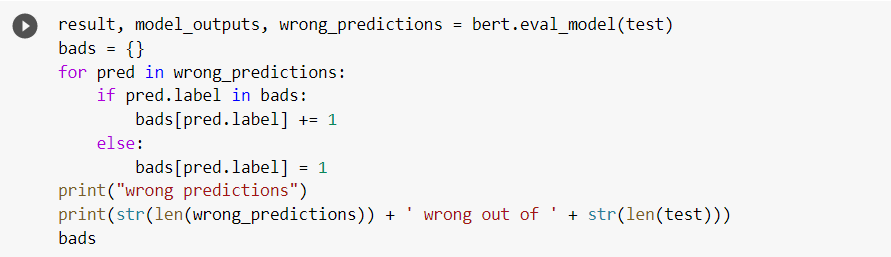 result, model_outputs, wrong_predictions = bert.eval_model(test)
bads = {}
for pred in wrong_predictions:
    if pred.label in bads:
        bads[pred.label] += 1
    else:
        bads[pred.label] = 1
print("wrong predictions")
print(str(len(wrong_predictions)) + ' wrong out of ' + str(len(test)))
bads